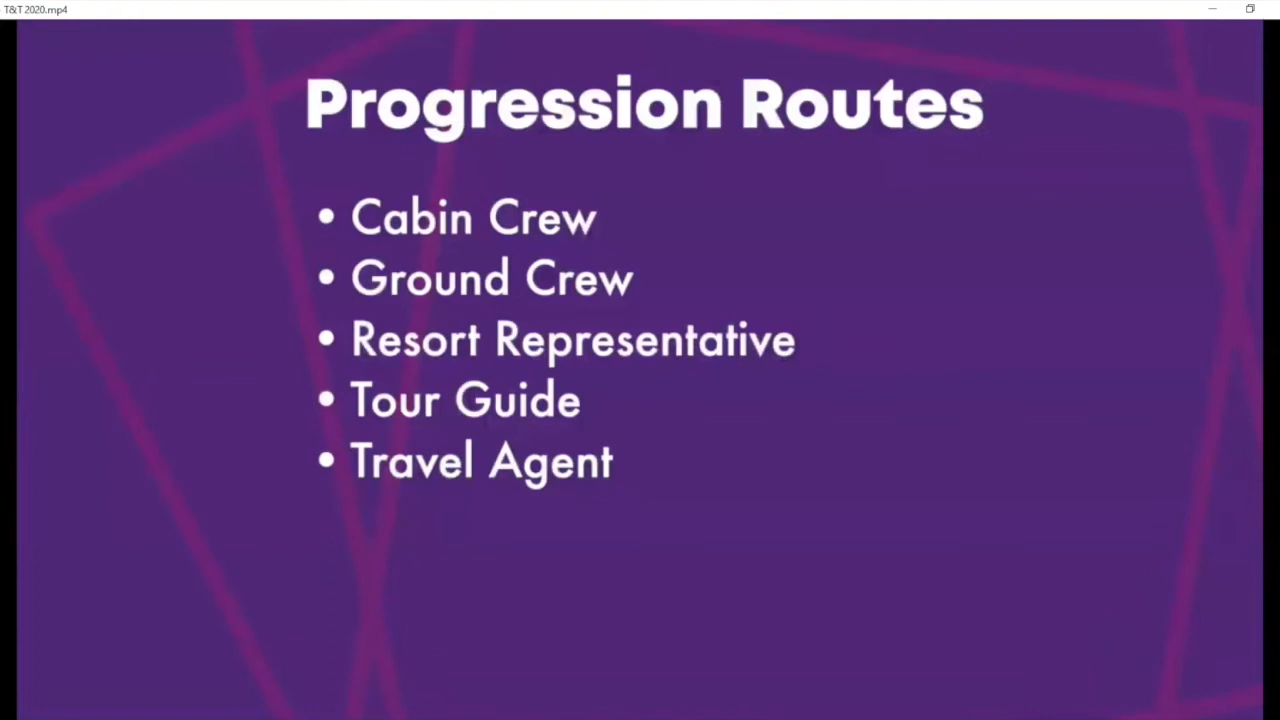 T&T 2020.mp4
Progression Routes
• Cabin Crew
• Ground Crew
• Resort Representative
• Tour Guide
• Travel Agent